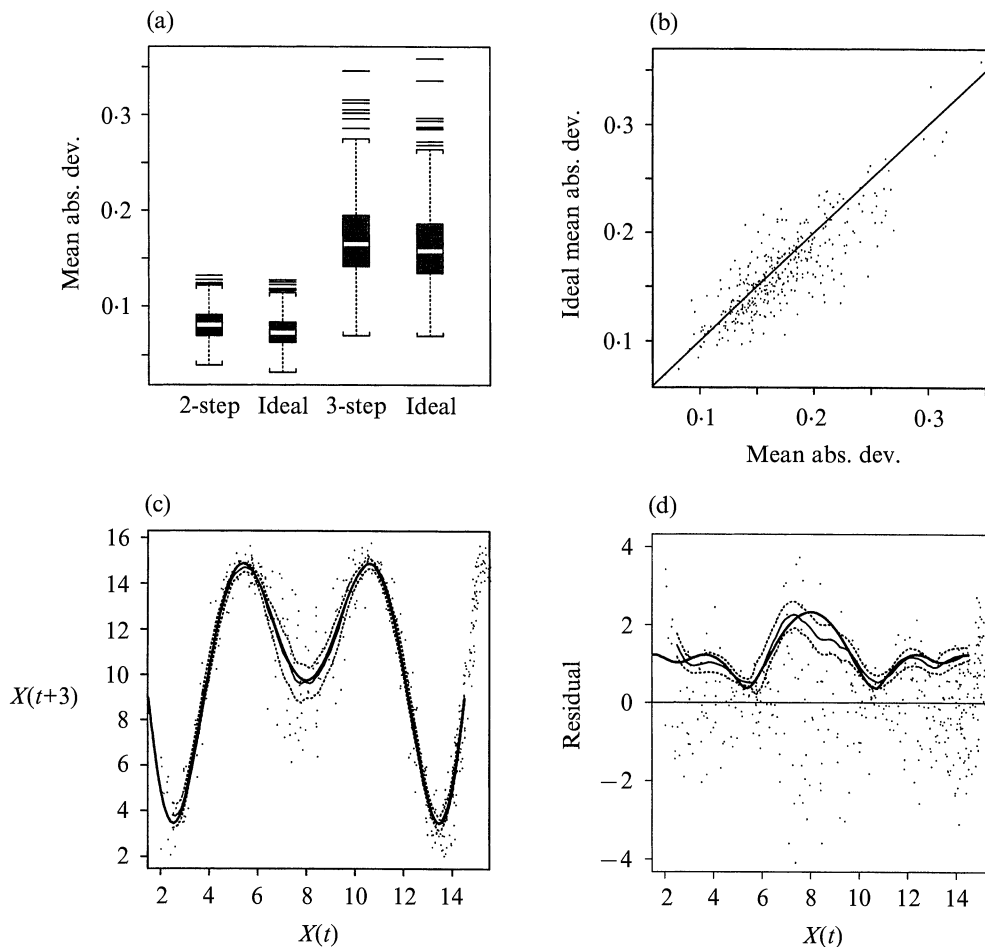 (a)
Mean abs. dev.
0·3
0·2
0·1
2-step Ideal 3-step Ideal
(b)
Ideal mean abs. dev.
0·3
0·2
0·1
0·1 0·2 0·3
Mean abs. dev.
(c)
X(t+3)
16
14
12
10
8
6
4
2
2 4 6 8 10 12 14
X(t)
(d)
Residual
4
2
0
−2
−4
2 4 6 8 10 12 14
X(t)